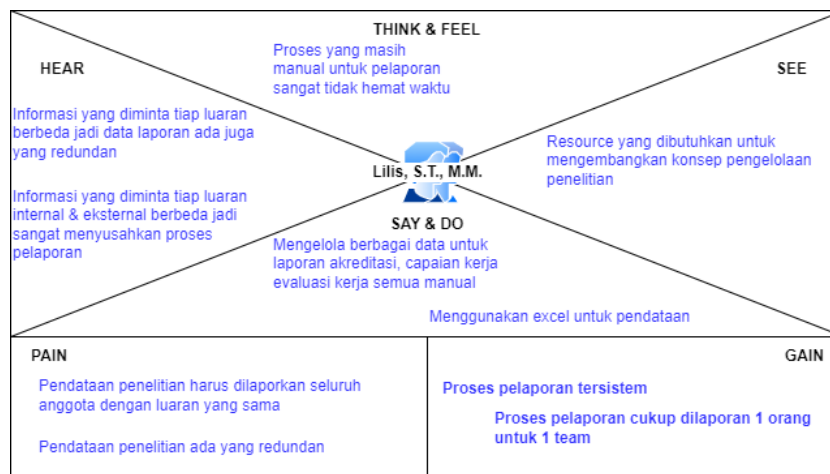 THINK & FEEL
Proses yang masih
manual untuk pelaporan
sangat tidak hemat waktu
HEAR
Informasi yang diminta tiap luaran
berbeda jadi data laporan ada juga
yang redundan
Informasi yang diminta tiap luaran
internal & eksternal berbeda jadi
sangat menyusahkan proses
pelaporan
SEE
Resource yang dibutuhkan untuk
mengembangkan konsep pengelolaan
penelitian
Lilis, S.T., M.M.
SAY & DO
Mengelola berbagai data untuk
laporan akreditasi, capaian kerja
evaluasi kerja semua manual
Menggunakan excel untuk pendataan
PAIN
Pendataan penelitian harus dilaporkan seluruh
anggota dengan luaran yang sama
Pendataan penelitian ada yang redundan
GAIN
Proses pelaporan tersistem
Proses pelaporan cukup dilaporan 1 orang
untuk 1 team